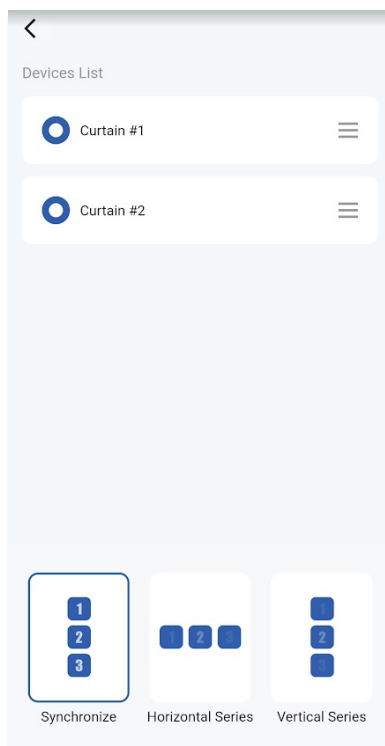 Devices List
Curtain #1
Curtain #2
1
2
3
1 2 3
1
2
3
Synchronize Horizontal Series Vertical Series